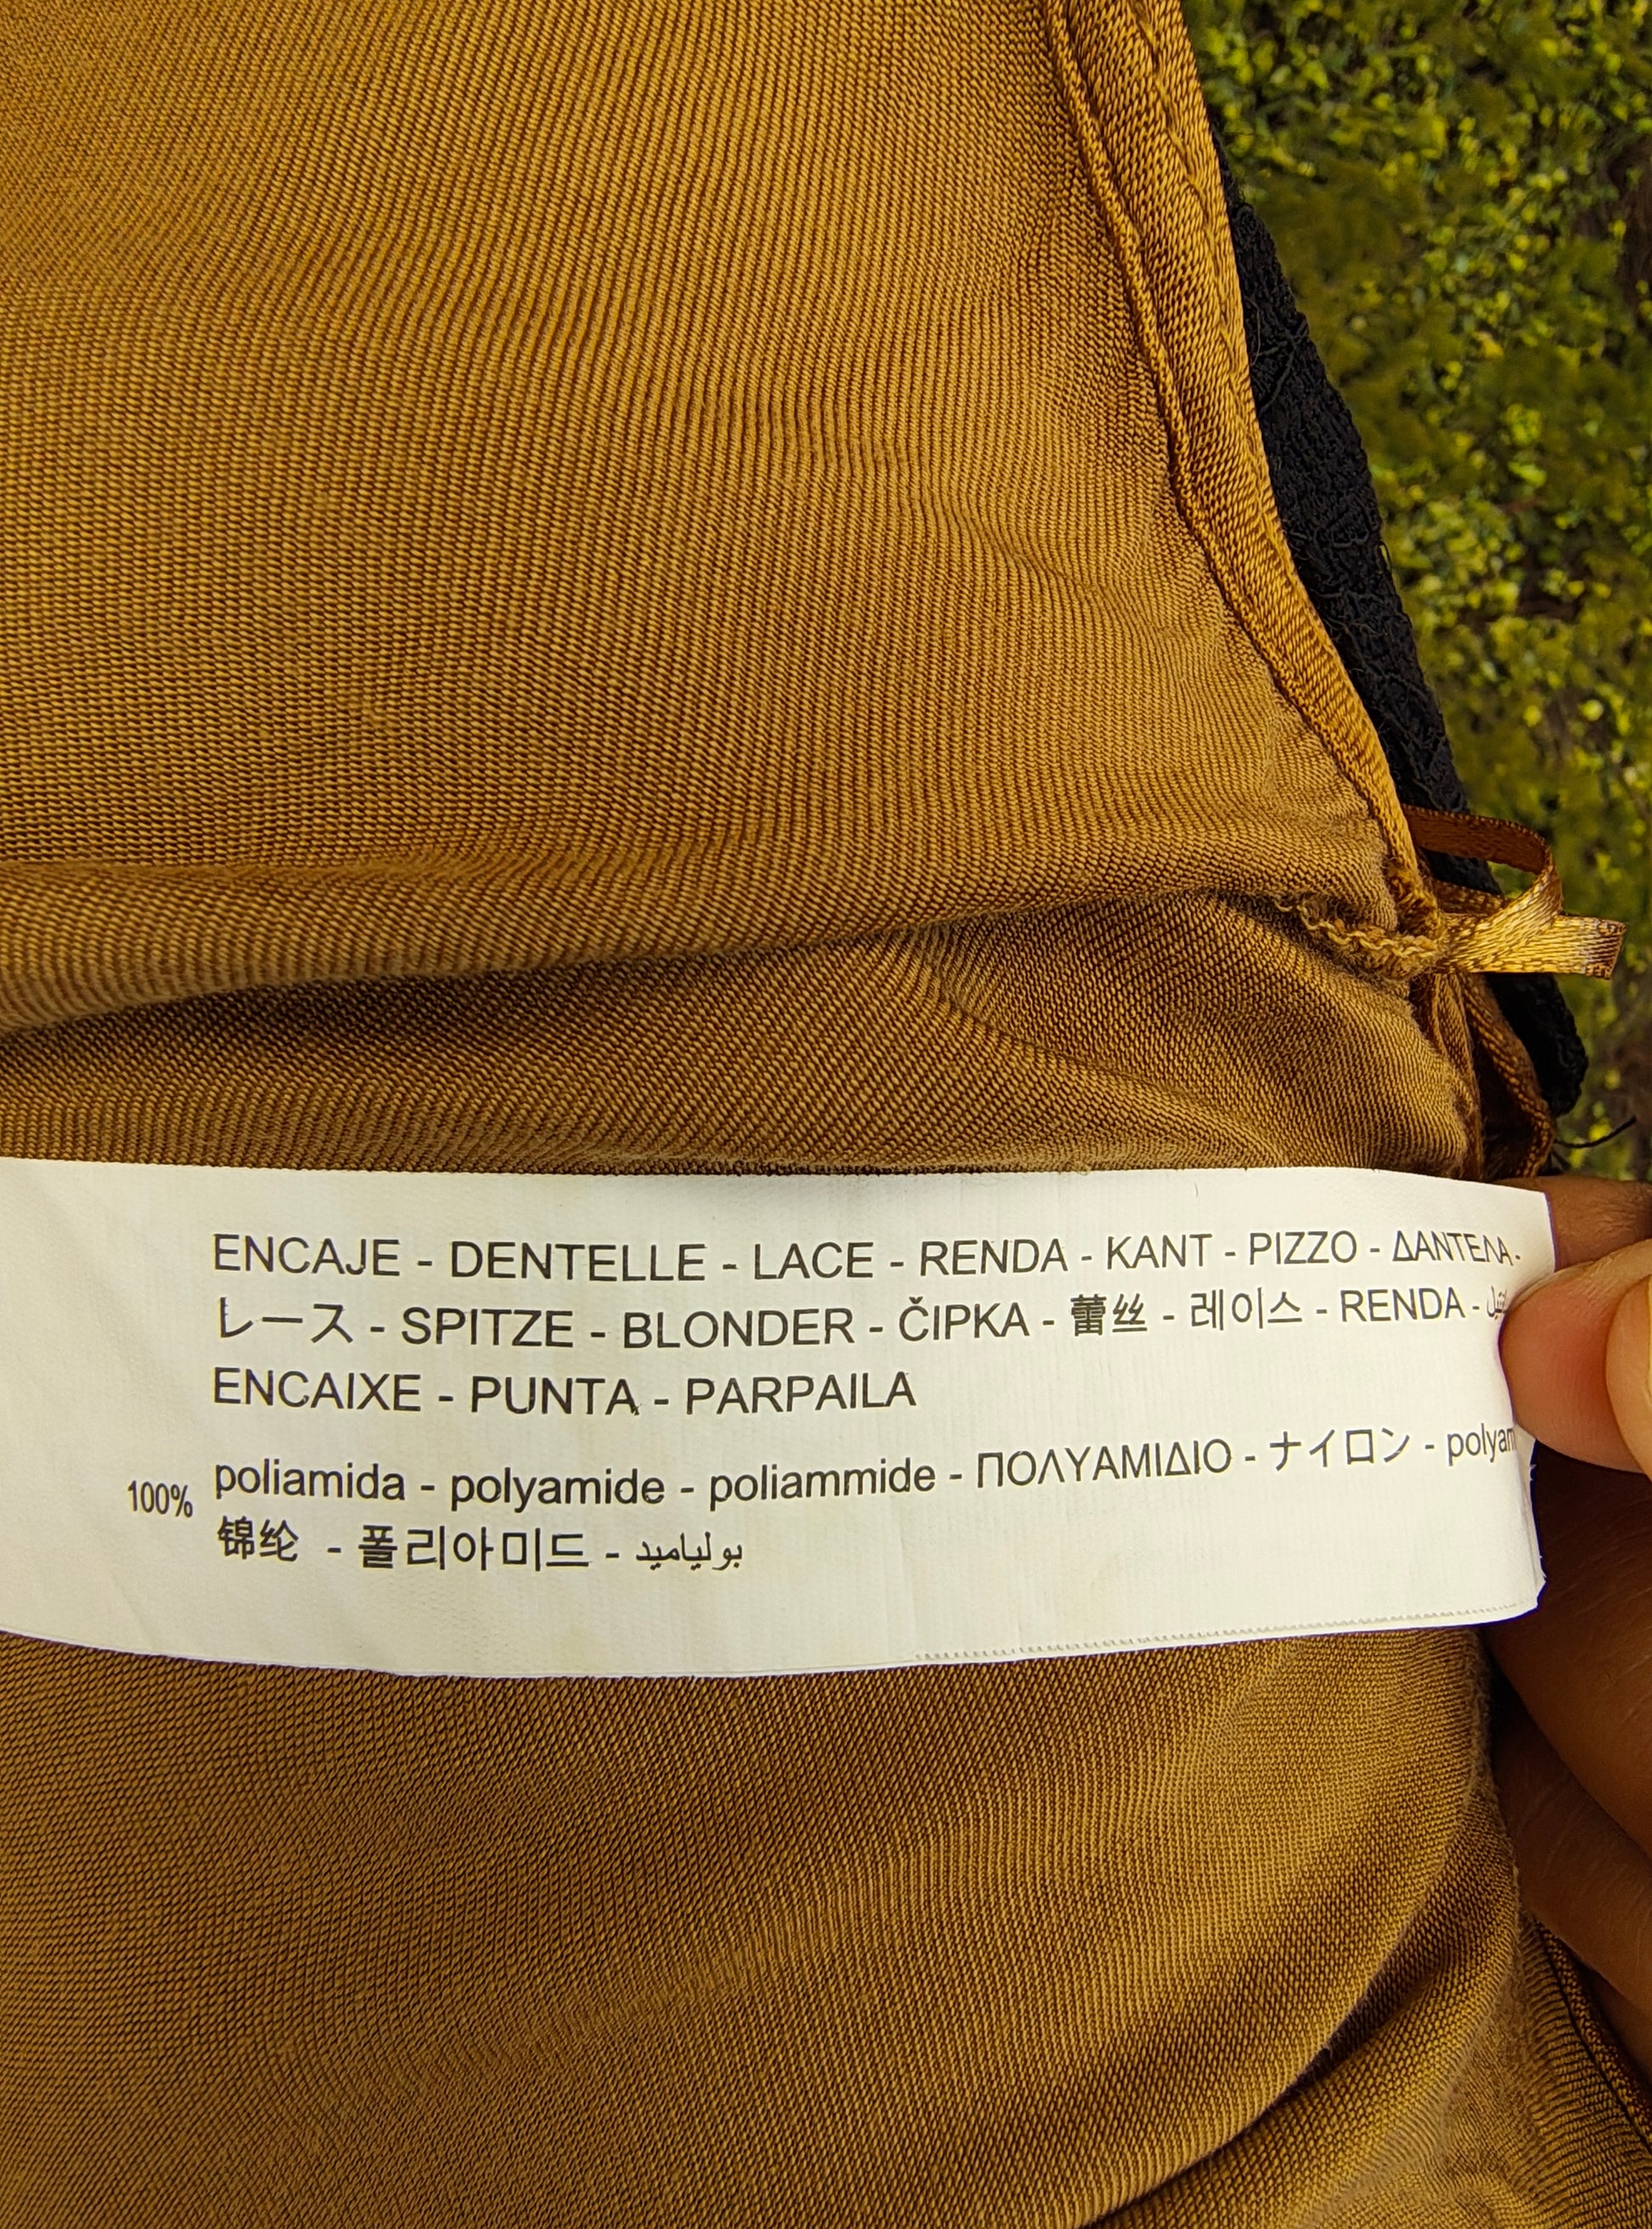 ENCAJE - DENTELLE - LACE - RENDA - KANT - PIZZO - ΔΑΝΤΕΛΑ -
レース - SPITZE - BLONDER - ČIPKA - 蕾丝 - 레이스 - RENDA -
ENCAIXE - PUNTA - PARPAILA
100% poliamida - polyamide - poliammide - ΠΟΛΥΑΜΙΔΙΟ - ナイロン -
锦纶 - 폴리아미드 - بولياميد